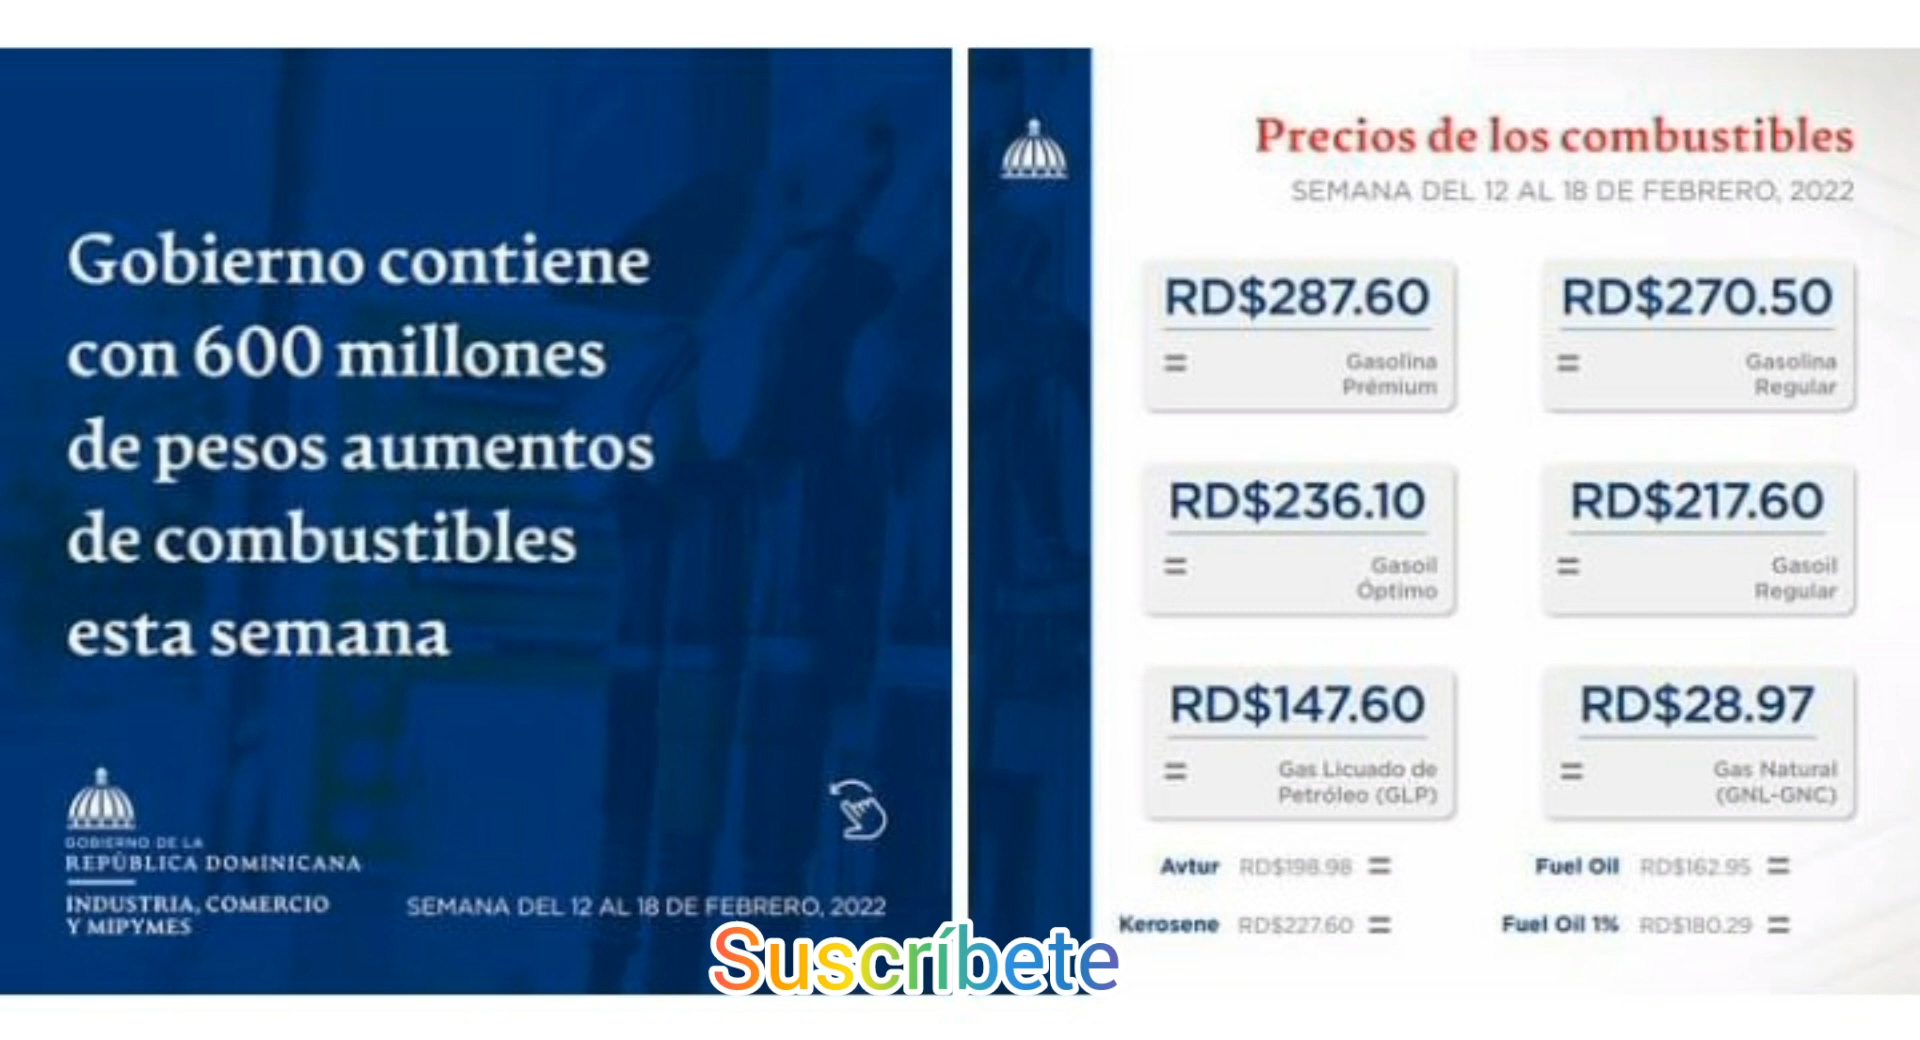 Gobierno contiene
con 600 millones
de pesos aumentos
de combustibles
esta semana
GOBIERNO DE LA
REPÚBLICA DOMINICANA
INDUSTRIA, COMERCIO
Y MIPYMES
SEMANA DEL 12 AL 18 DE FEBRERO, 2022
Precios de los combustibles
SEMANA DEL 12 AL 18 DE FEBRERO, 2022
RD$287.60
= Gasolina
Prémium
RD$270.50
= Gasolina
Regular
RD$236.10
= Gasoil
Óptimo
RD$217.60
= Gasoil
Regular
RD$147.60
= Gas Licuado de
Petróleo (GLP)
RD$28.97
= Gas Natural
(GNL-GNC)
Avtur RD$198.98 =
Fuel Oil RD$162.95 =
Kerosene RD$227.60 =
Fuel Oil 1% RD$180.29 =
Suscríbete